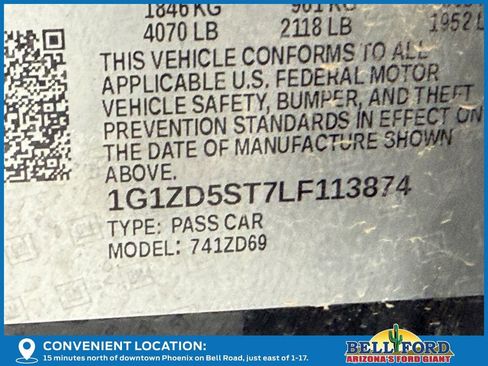 1846 KG
4070 LB
2118 LB
1952 L
THIS VEHICLE CONFORMS TO ALL
APPLICABLE U.S. FEDERAL MOTOR
VEHICLE SAFETY, BUMPER, AND THEFT
PREVENTION STANDARDS IN EFFECT ON
THE DATE OF MANUFACTURE SHOWN
ABOVE.
1G1ZD5ST7LF113874
TYPE: PASS CAR
MODEL: 741ZD69
CONVENIENT LOCATION:
15 minutes north of downtown Phoenix on Bell Road, just east of 1-17.
BELL FORD
ARIZONA'S FORD GIANT